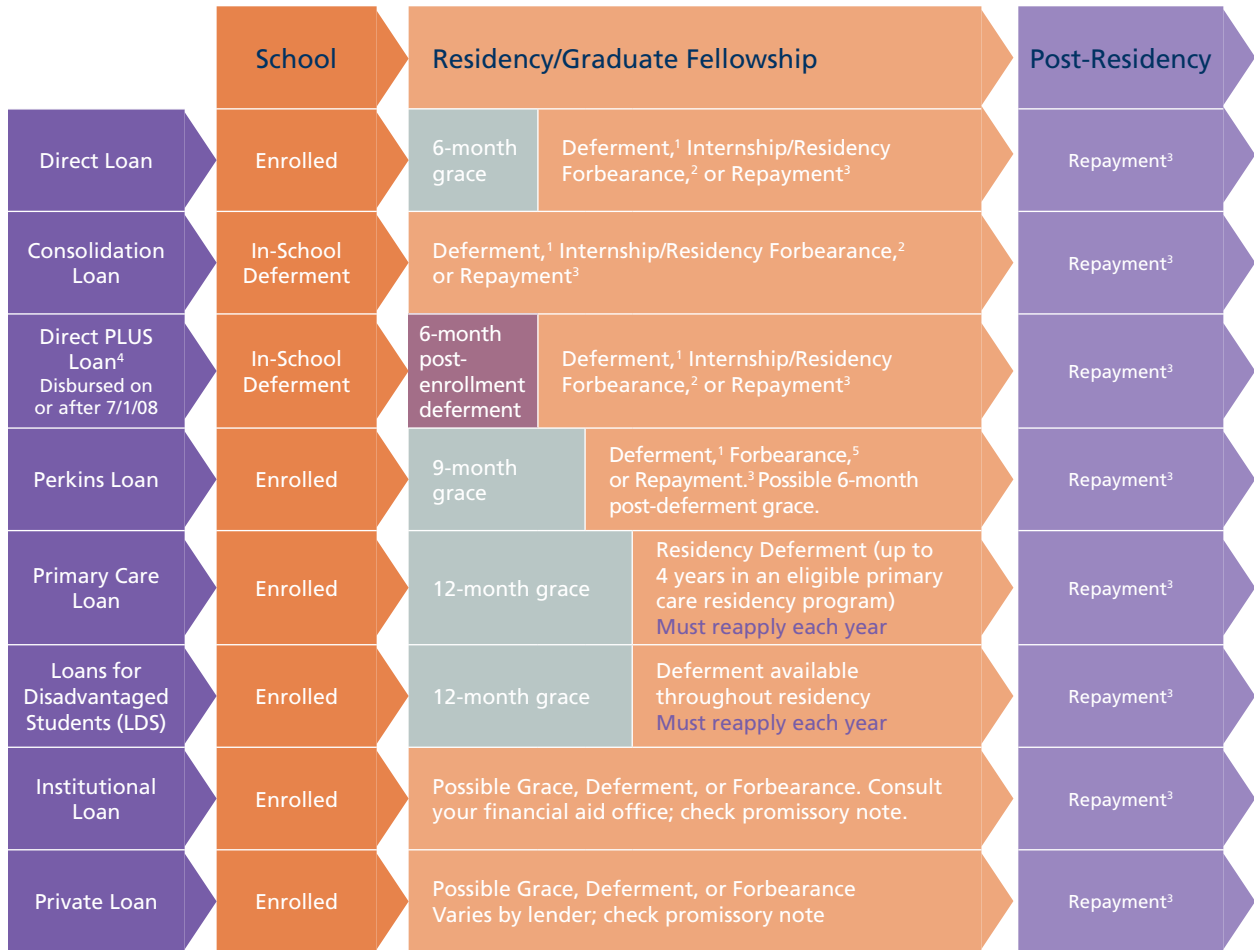 School
Residency/Graduate Fellowship
Post-Residency
Direct Loan
Enrolled
6-month
grace
Deferment,¹ Internship/Residency
Forbearance,² or Repayment³
Repayment³
Consolidation
Loan
In-School
Deferment
Deferment,¹ Internship/Residency Forbearance,²
or Repayment³
Repayment³
Direct PLUS
Loan⁴
Disbursed on
or after 7/1/08
In-School
Deferment
6-month
post-
enrollment
deferment
Deferment,¹ Internship/Residency
Forbearance,² or Repayment³
Repayment³
Perkins Loan
Enrolled
9-month
grace
Deferment,¹ Forbearance,⁵
or Repayment.³ Possible 6-month
post-deferment grace.
Repayment³
Primary Care
Loan
Enrolled
12-month grace
Residency Deferment (up to
4 years in an eligible primary
care residency program)
Must reapply each year
Repayment³
Loans for
Disadvantaged
Students (LDS)
Enrolled
12-month grace
Deferment available
throughout residency
Must reapply each year
Repayment³
Institutional
Loan
Enrolled
Possible Grace, Deferment, or Forbearance. Consult
your financial aid office; check promissory note.
Repayment³
Private Loan
Enrolled
Possible Grace, Deferment, or Forbearance
Varies by lender; check promissory note
Repayment³